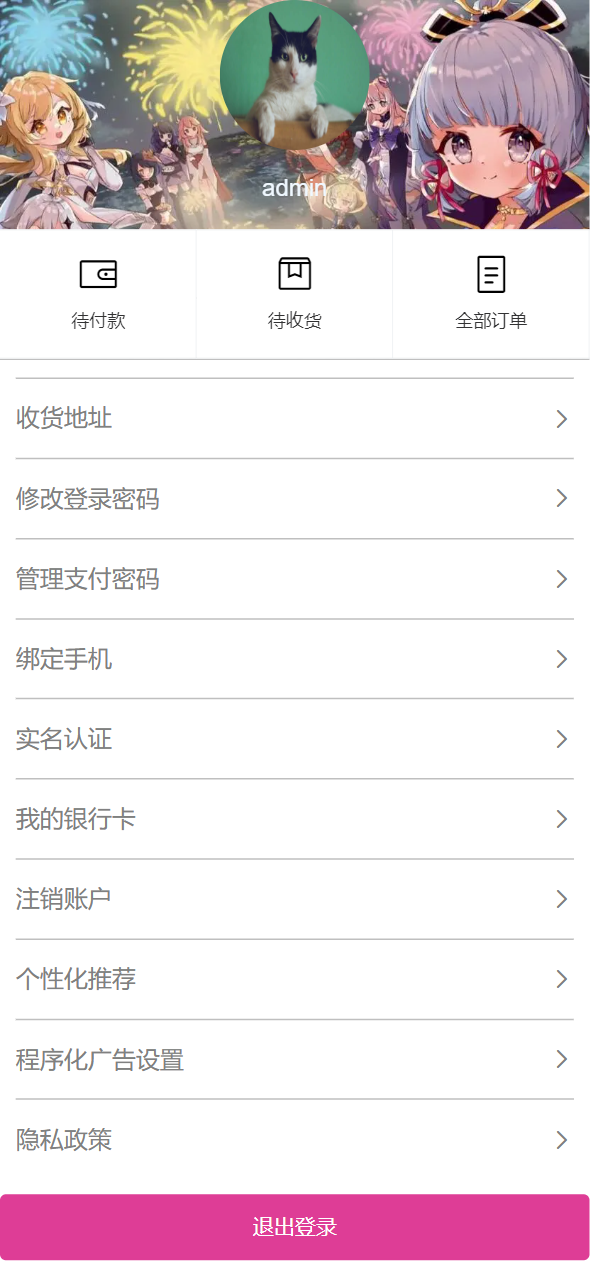 admin
待付款
待收货
全部订单
收货地址
修改登录密码
管理支付密码
绑定手机
实名认证
我的银行卡
注销账户
个性化推荐
程序化广告设置
隐私政策
退出登录